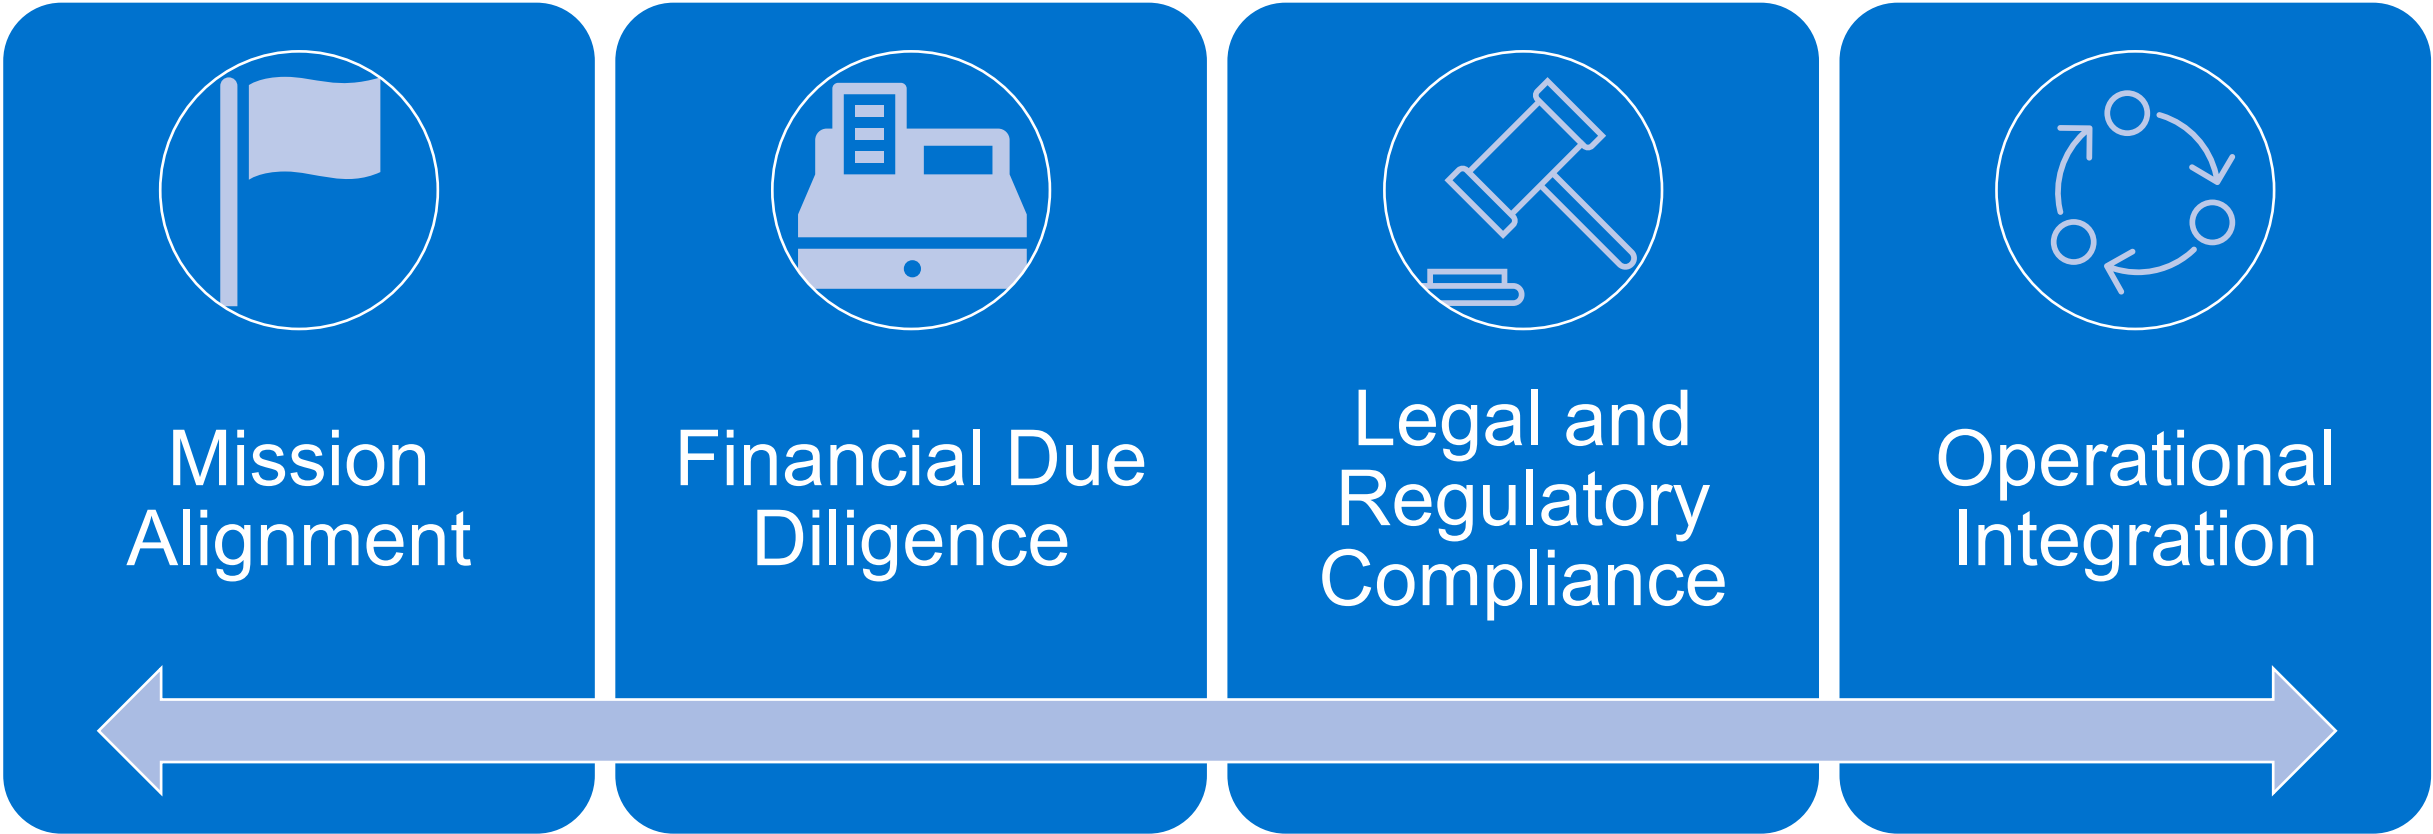 Mission
Alignment
Financial Due
Diligence
Legal and
Regulatory
Compliance
Operational
Integration